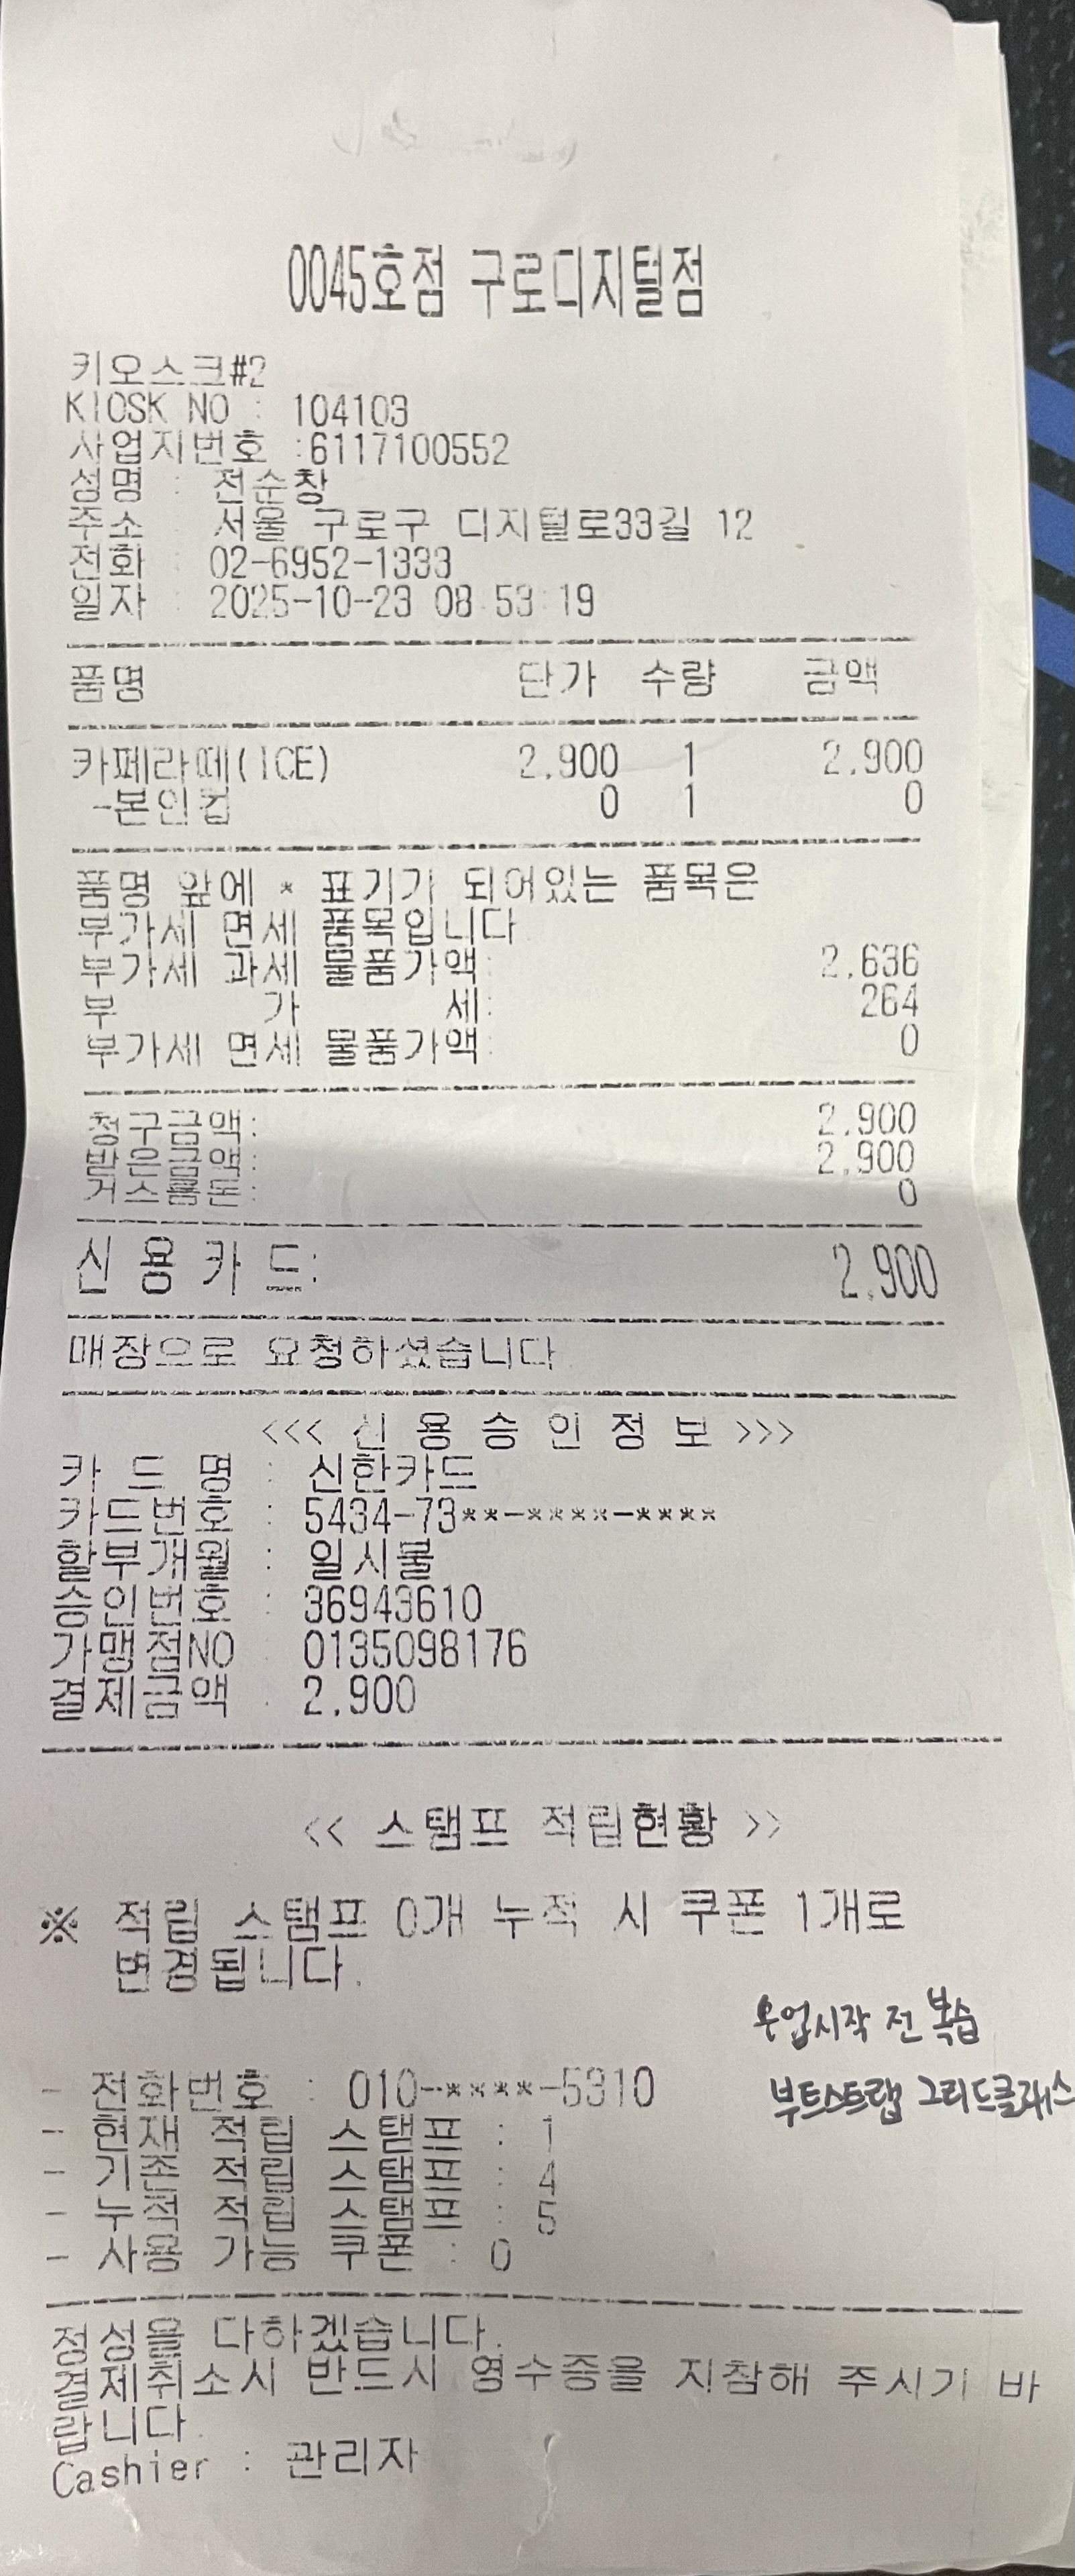 0045호점 구로디지털점
키오스크#2
KIOSK NO : 104103
사업자번호 :6117100552
성명 : 전순창
주소 : 서울 구로구 디지털로33길 12
전화 : 02-6952-1333
일자 : 2025-10-23 08:53:19
품명 단가 수량 금액
카페라떼(ICE) 2,900 1 2,900
-본인컵 0 1 0
품명 앞에 * 표기가 되어있는 품목은
부가세 면세 품목입니다.
부가세 과세 물품가액: 2,636
부 가 세: 264
부가세 면세 물품가액: 0
청구금액: 2,900
받은금액: 2,900
거스름돈: 0
신 용 카 드: 2,900
매장으로 요청하셨습니다.
<<< 신 용 승 인 정 보 >>>
카 드 명 : 신한카드
카드번호 : 5434-73**-****-****
할부개월 : 일시불
승인번호 : 36943610
가맹점NO : 0135098176
결제금액 : 2,900
<< 스탬프 적립현황 >>
※ 적립 스탬프 0개 누적 시 쿠폰 1개로
변경됩니다.
시작 전 복습
- 전화번호 : 010-****-5310
부트스트랩 그리드클래스
- 현재 적립 스탬프 : 1
- 기존 적립 스탬프 : 4
- 누적 적립 스탬프 : 5
- 사용 가능 쿠폰 : 0
정성을 다하겠습니다.
결제취소시 반드시 영수증을 지참해 주시기 바
랍니다.
Cashier : 관리자